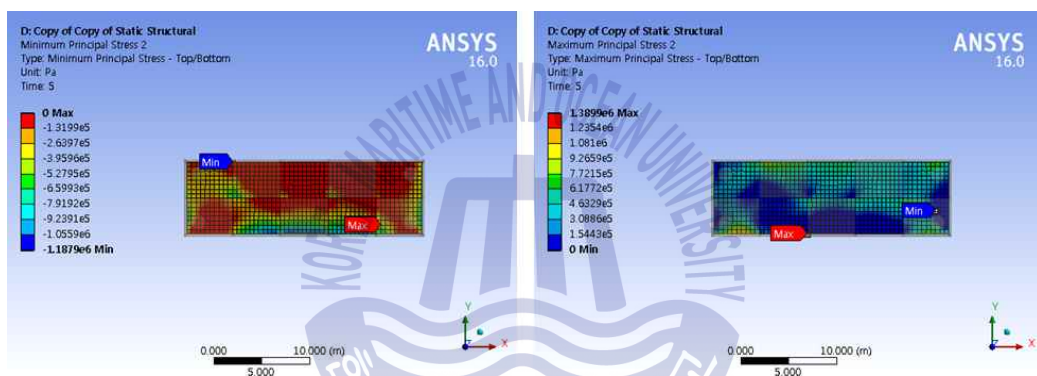 D: Copy of Copy of Static Structural
Minimum Principal Stress 2
Type: Minimum Principal Stress - Top/Bottom
Unit: Pa
Time: 5
ANSYS
16.0
0 Max
-1.3199e5
-2.6397e5
-3.9596e5
-5.2795e5
-6.5993e5
-7.9192e5
-9.2391e5
-1.0559e6
-1.1879e6 Min
Min
Max
Y
X
0.000
10.000 (m)
5.000
D: Copy of Copy of Static Structural
Maximum Principal Stress 2
Type: Maximum Principal Stress - Top/Bottom
Unit: Pa
Time: 5
ANSYS
16.0
1.3899e6 Max
1.2354e6
1.081e6
9.2659e5
7.7215e5
6.1772e5
4.6329e5
3.0886e5
1.5443e5
0 Min
Min
Max
Y
X
0.000
10.000 (m)
5.000
KOREA MARITIME AND OCEAN UNIVERSITY